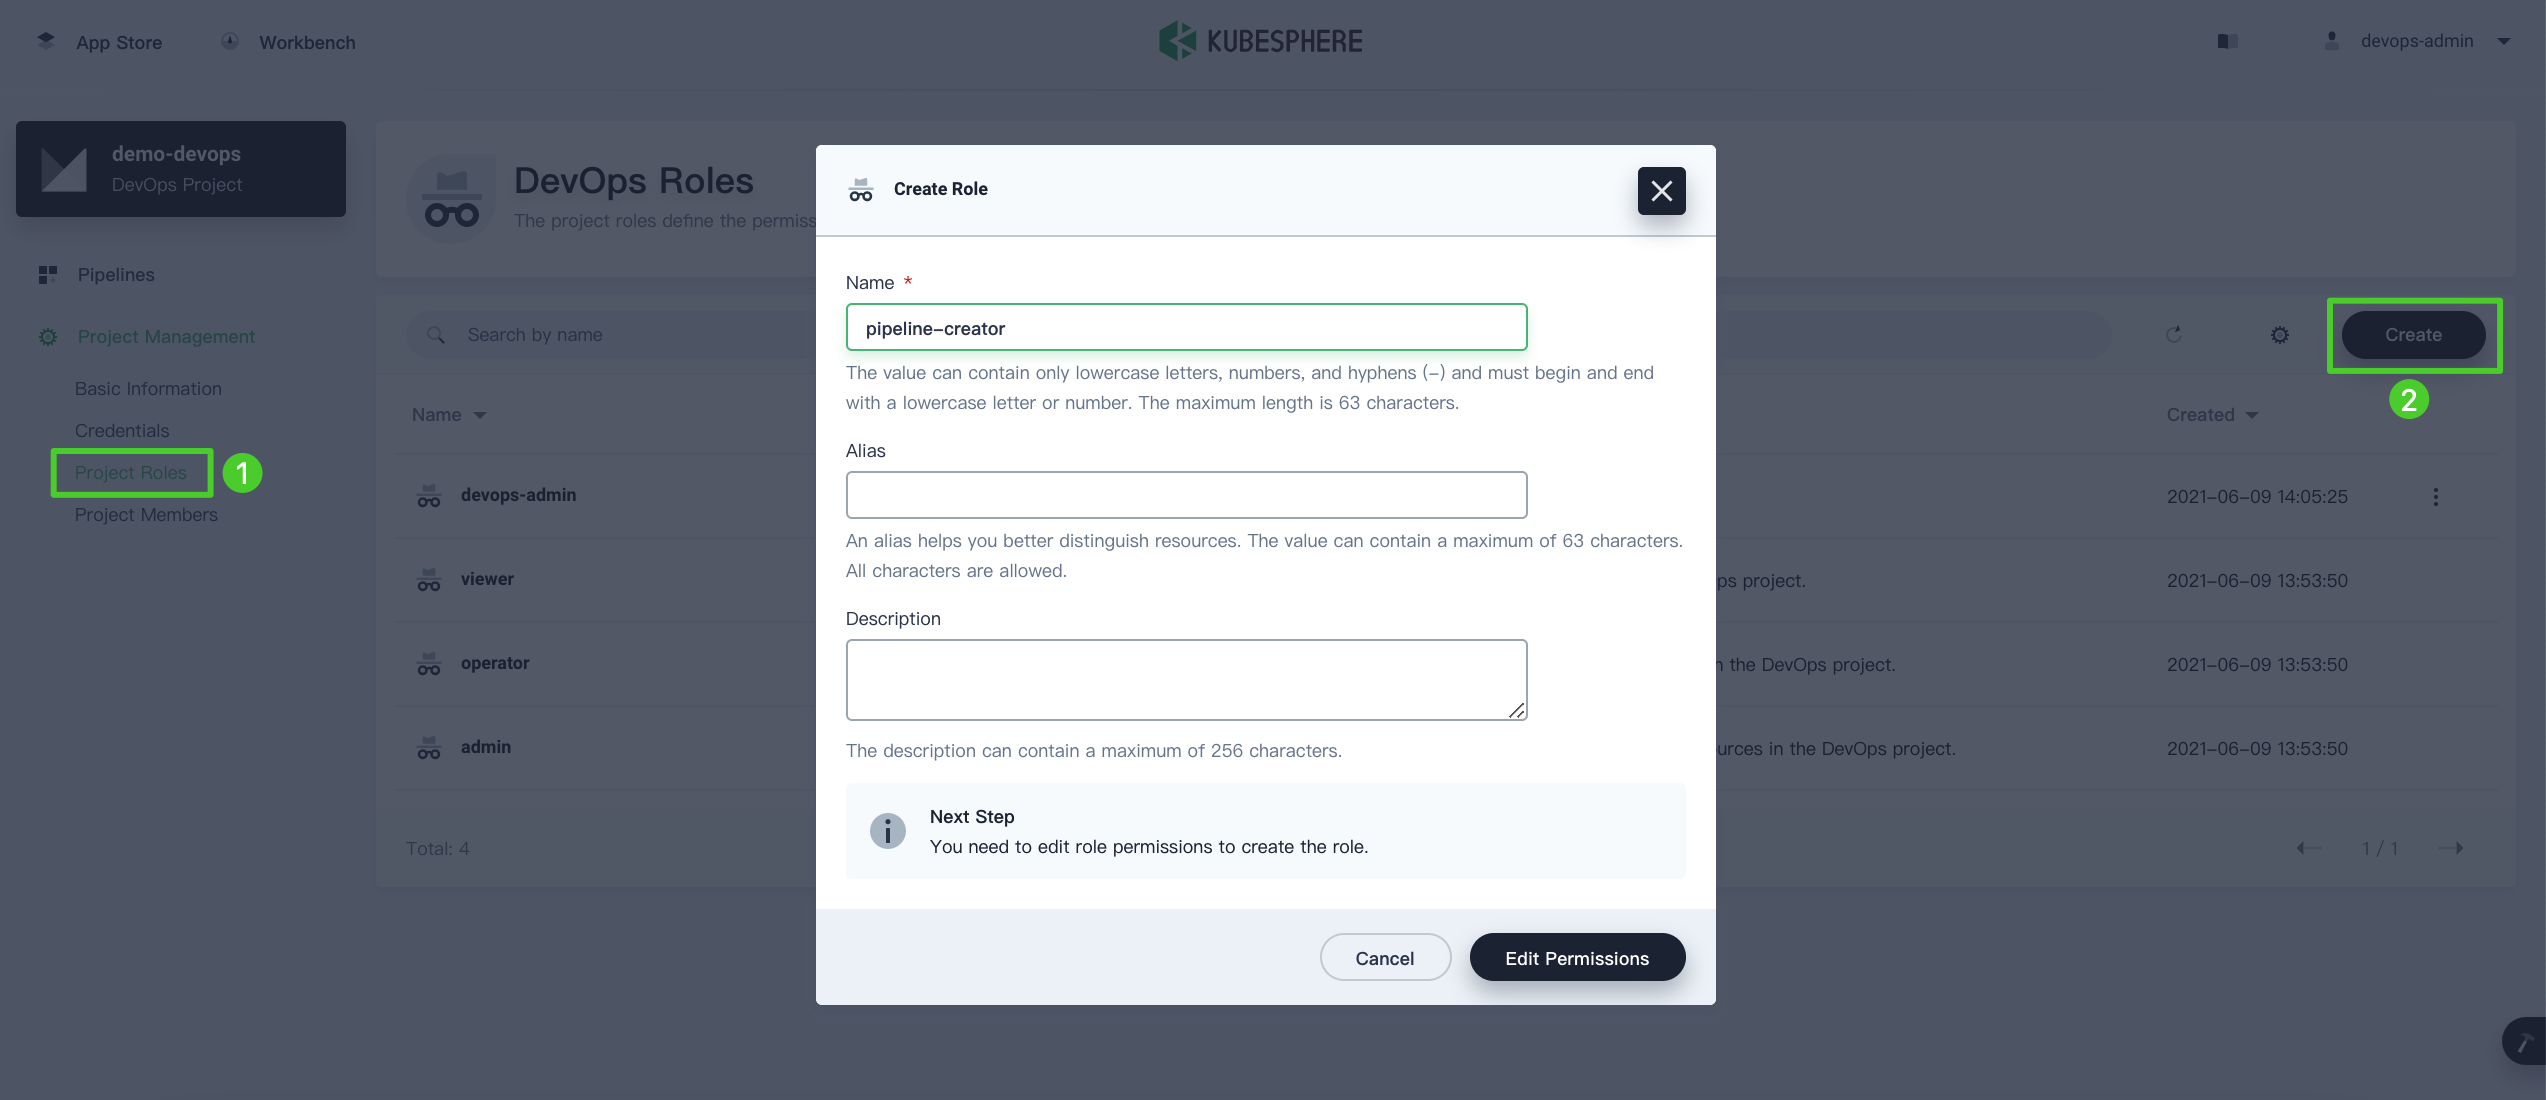 App Store
Workbench
KUBESPHERE
devops-admin
demo-devops
DevOps Project
Pipelines
Project Management
Basic Information
Credentials
Project Roles
1
Project Members
DevOps Roles
The project roles define the permiss
Search by name
Create
2
Name
Created
devops-admin
2021-06-09 14:05:25
viewer
ps project.
2021-06-09 13:53:50
operator
n the DevOps project.
2021-06-09 13:53:50
admin
urces in the DevOps project.
2021-06-09 13:53:50
Total: 4
1 / 1
Create Role
Name *
pipeline-creator
The value can contain only lowercase letters, numbers, and hyphens (-) and must begin and end
with a lowercase letter or number. The maximum length is 63 characters.
Alias
An alias helps you better distinguish resources. The value can contain a maximum of 63 characters.
All characters are allowed.
Description
The description can contain a maximum of 256 characters.
Next Step
You need to edit role permissions to create the role.
Cancel
Edit Permissions